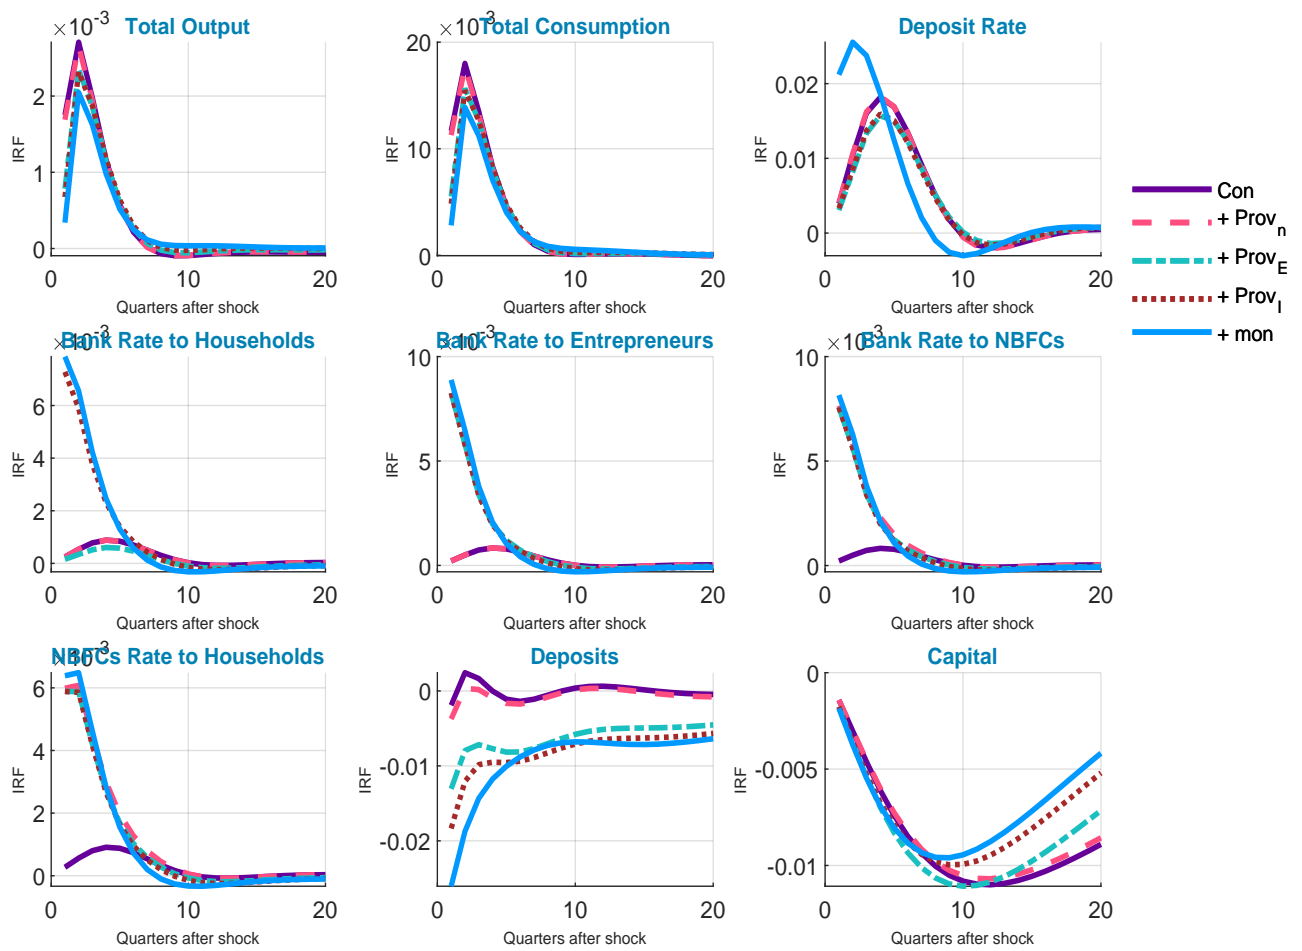 ×10⁻³
Total Output
IRF
2
1
0
0
10
20
Quarters after shock
×10⁻³
Total Consumption
IRF
20
10
0
0
10
20
Quarters after shock
Deposit Rate
IRF
0.02
0.01
0
0
10
20
Quarters after shock
Con
+ Prov_n
+ Prov_E
+ Prov_I
+ mon
×10⁻³
Bank Rate to Households
IRF
6
4
2
0
0
10
20
Quarters after shock
×10⁻³
Bank Rate to Entrepreneurs
IRF
10
5
0
0
10
20
Quarters after shock
×10⁻³
Bank Rate to NBFCs
IRF
10
5
0
0
10
20
Quarters after shock
×10⁻³
NBFCs Rate to Households
IRF
6
4
2
0
0
10
20
Quarters after shock
Deposits
IRF
0
-0.01
-0.02
0
10
20
Quarters after shock
Capital
IRF
0
-0.005
-0.01
0
10
20
Quarters after shock